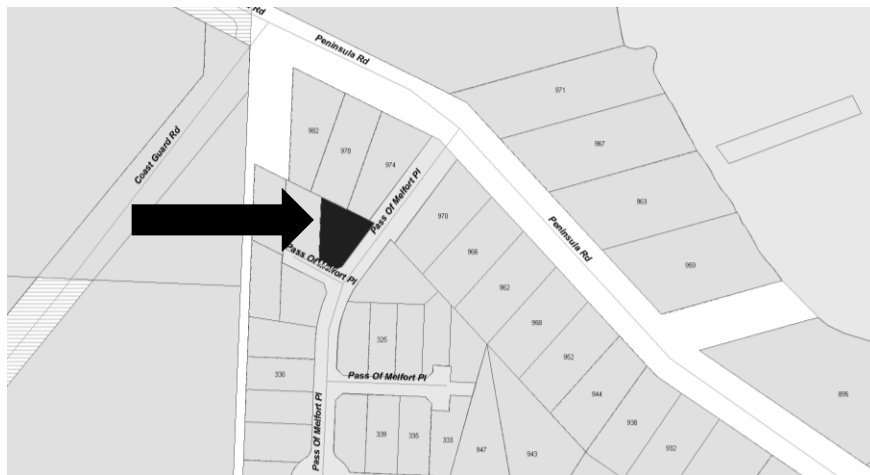 Rd
Rd
Peninsula Rd
971
Coast Guard Rd
982
978
974
967
Pass Of Melfort Pl
963
970
Peninsula Rd
966
Pass Of Melfort Pl
969
962
958
325
952
330
Pass Of Melfort Pl
944
895
938
339
335
333
932
947
943
Pass Of Melfort Pl